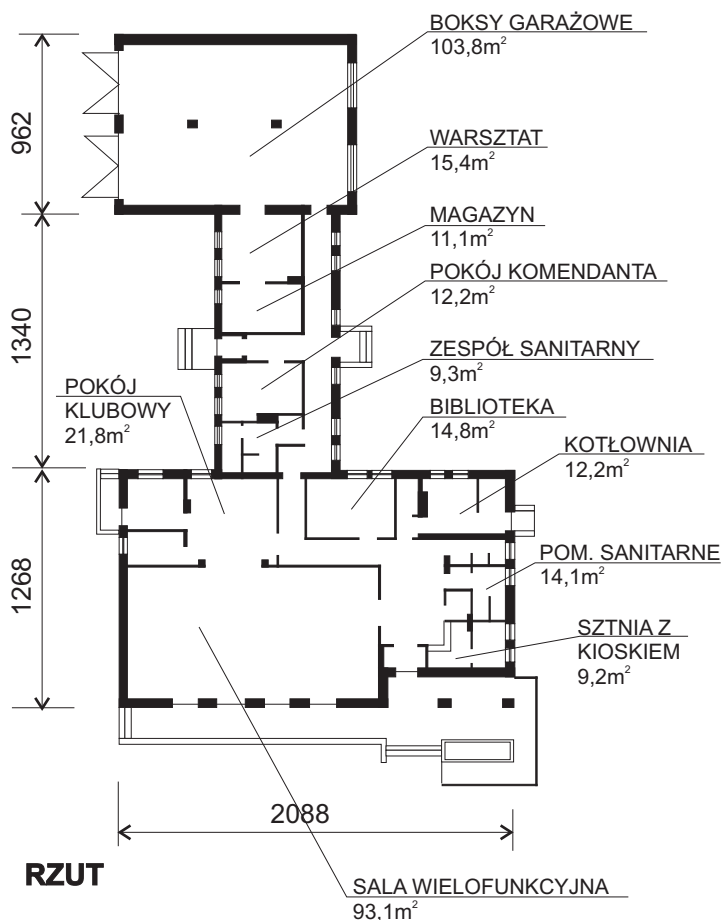 BOKSY GARAŻOWE
103,8m²
962
WARSZTAT
15,4m²
MAGAZYN
11,1m²
POKÓJ KOMENDANTA
12,2m²
1340
ZESPÓŁ SANITARNY
9,3m²
POKÓJ
KLUBOWY
21,8m²
BIBLIOTEKA
14,8m²
KOTŁOWNIA
12,2m²
1268
POM. SANITARNE
14,1m²
SZTNIA Z
KIOSKIEM
9,2m²
2088
RZUT
SALA WIELOFUNKCYJNA
93,1m²